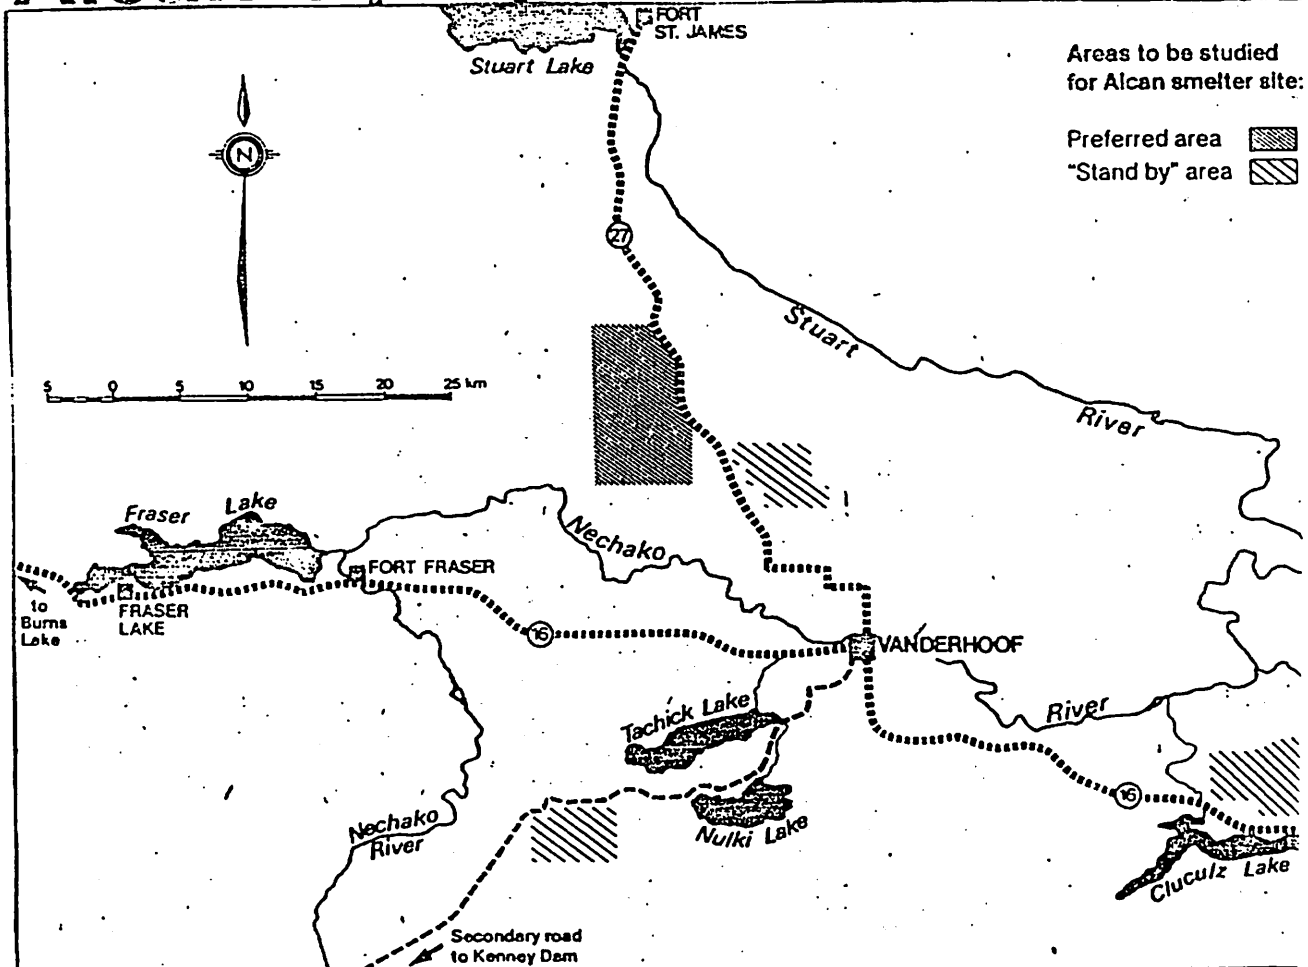 FORT
ST. JAMES
Stuart Lake
Areas to be studied
for Alcan smelter site:
Preferred area
"Stand by" area
N
27
Stuart
River
5 0 5 10 15 20 25 km
Fraser Lake
Nechako
FORT FRASER
to
Burns
Lake
FRASER
LAKE
16
VANDERHOOF
Tachick Lake
River
16
Nechako
River
Nulki Lake
Cluculz Lake
Secondary road
to Kenney Dam